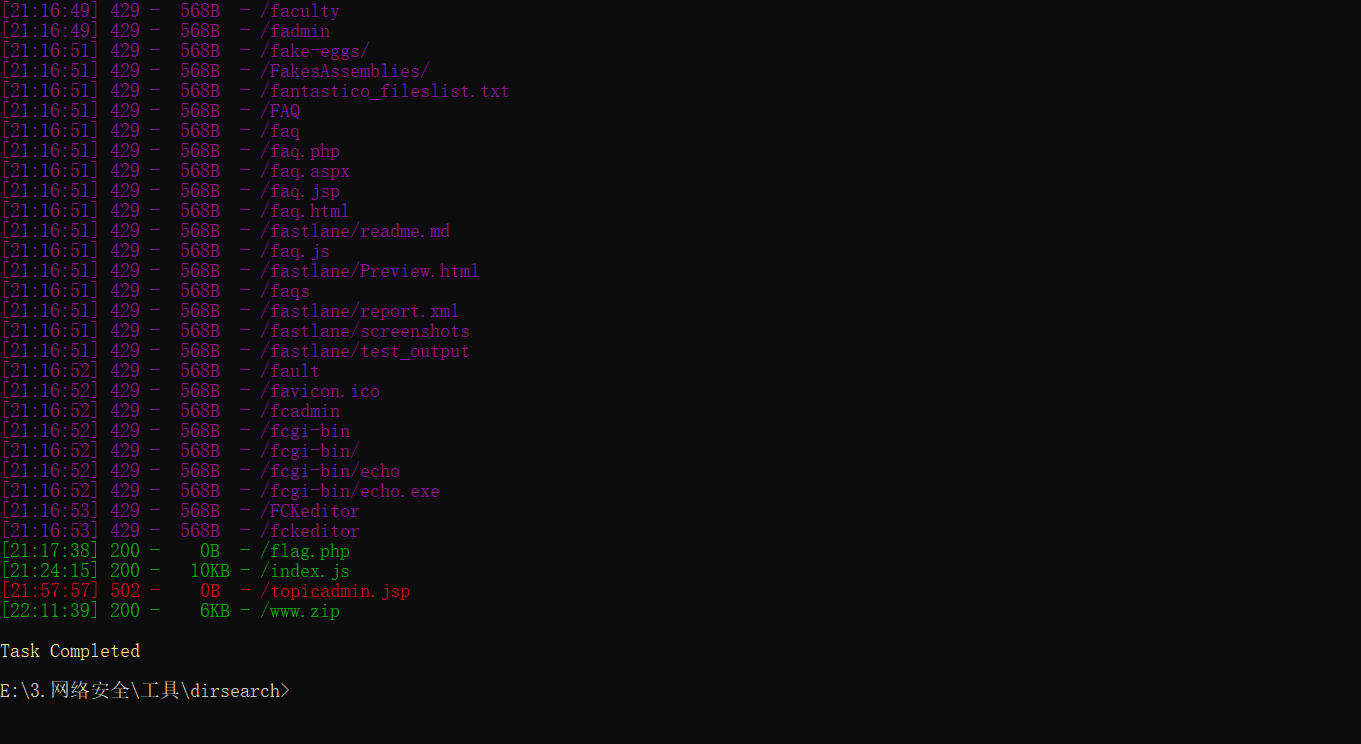 [21:16:49] 429 -  568B  - /faculty
[21:16:49] 429 -  568B  - /fadmin
[21:16:51] 429 -  568B  - /fake-eggs/
[21:16:51] 429 -  568B  - /FakesAssemblies/
[21:16:51] 429 -  568B  - /fantastico_fileslist.txt
[21:16:51] 429 -  568B  - /FAQ
[21:16:51] 429 -  568B  - /faq
[21:16:51] 429 -  568B  - /faq.php
[21:16:51] 429 -  568B  - /faq.aspx
[21:16:51] 429 -  568B  - /faq.jsp
[21:16:51] 429 -  568B  - /faq.html
[21:16:51] 429 -  568B  - /fastlane/readme.md
[21:16:51] 429 -  568B  - /faq.js
[21:16:51] 429 -  568B  - /fastlane/Preview.html
[21:16:51] 429 -  568B  - /faqs
[21:16:51] 429 -  568B  - /fastlane/report.xml
[21:16:51] 429 -  568B  - /fastlane/screenshots
[21:16:51] 429 -  568B  - /fastlane/test_output
[21:16:52] 429 -  568B  - /fault
[21:16:52] 429 -  568B  - /favicon.ico
[21:16:52] 429 -  568B  - /fcadmin
[21:16:52] 429 -  568B  - /fcgi-bin
[21:16:52] 429 -  568B  - /fcgi-bin/
[21:16:52] 429 -  568B  - /fcgi-bin/echo
[21:16:52] 429 -  568B  - /fcgi-bin/echo.exe
[21:16:53] 429 -  568B  - /FCKeditor
[21:16:53] 429 -  568B  - /fckeditor
[21:17:38] 200 -    0B  - /flag.php
[21:24:15] 200 -   10KB - /index.js
[21:57:57] 502 -    0B  - /topicadmin.jsp
[22:11:39] 200 -    6KB - /www.zip
Task Completed
E:\3.网络安全\工具\dirsearch>